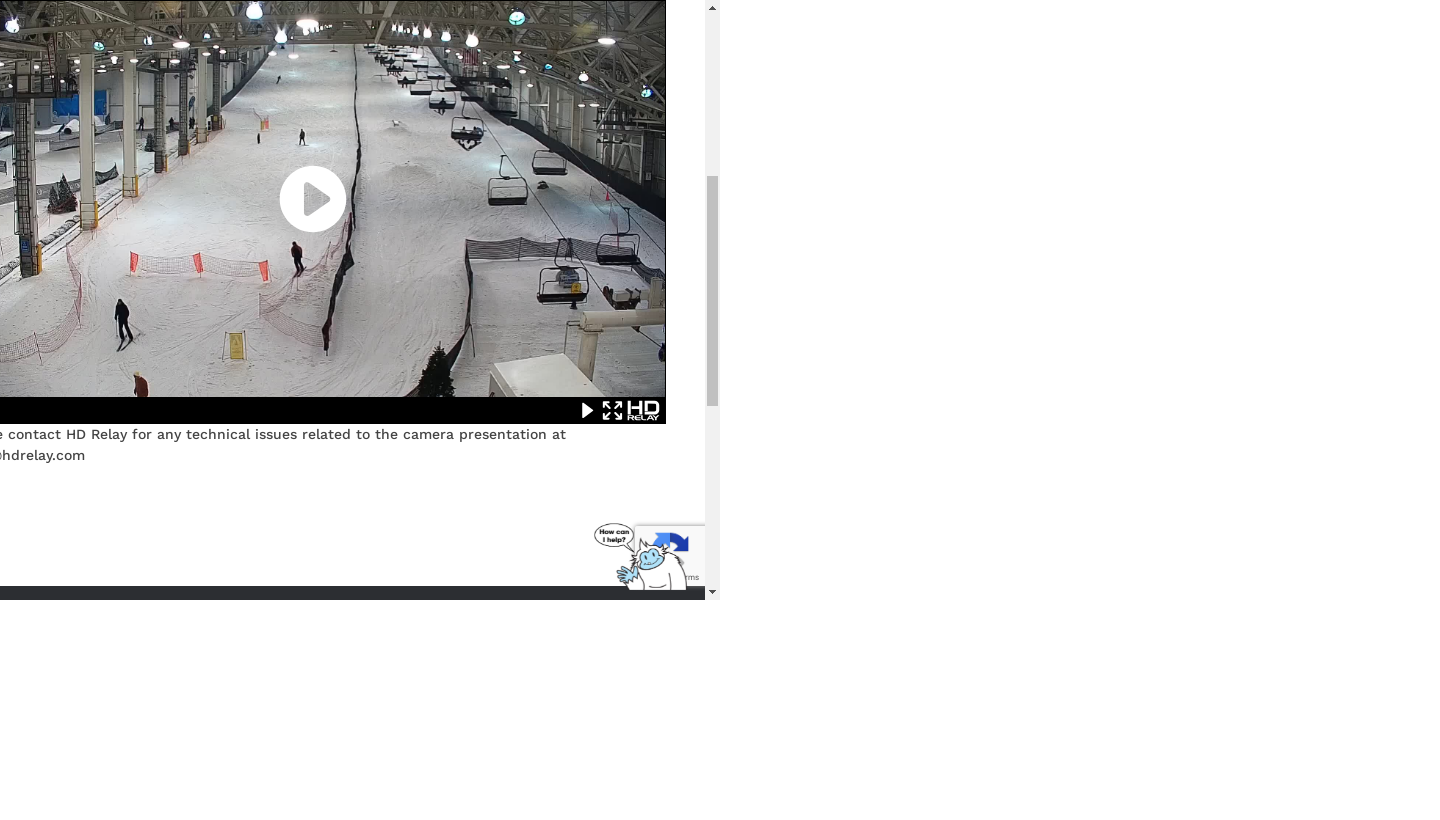 HD
RELAY
contact HD Relay for any technical issues related to the camera presentation at
@hdrelay.com
How can
I help?